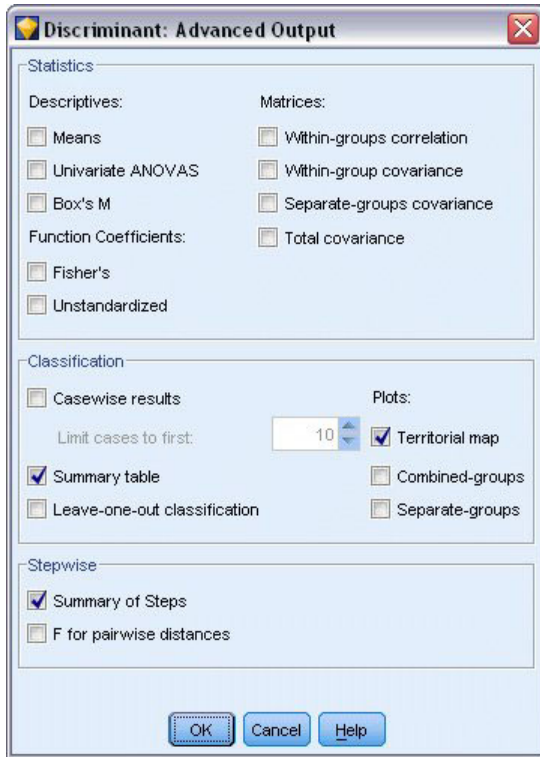 Discriminant: Advanced Output
Statistics
Descriptives:
Matrices:
Means
Within-groups correlation
Univariate ANOVAS
Within-group covariance
Box's M
Separate-groups covariance
Function Coefficients:
Total covariance
Fisher's
Unstandardized
Classification
Casewise results
Plots:
Limit cases to first:
10
Territorial map
Summary table
Combined-groups
Leave-one-out classification
Separate-groups
Stepwise
Summary of Steps
F for pairwise distances
OK
Cancel
Help